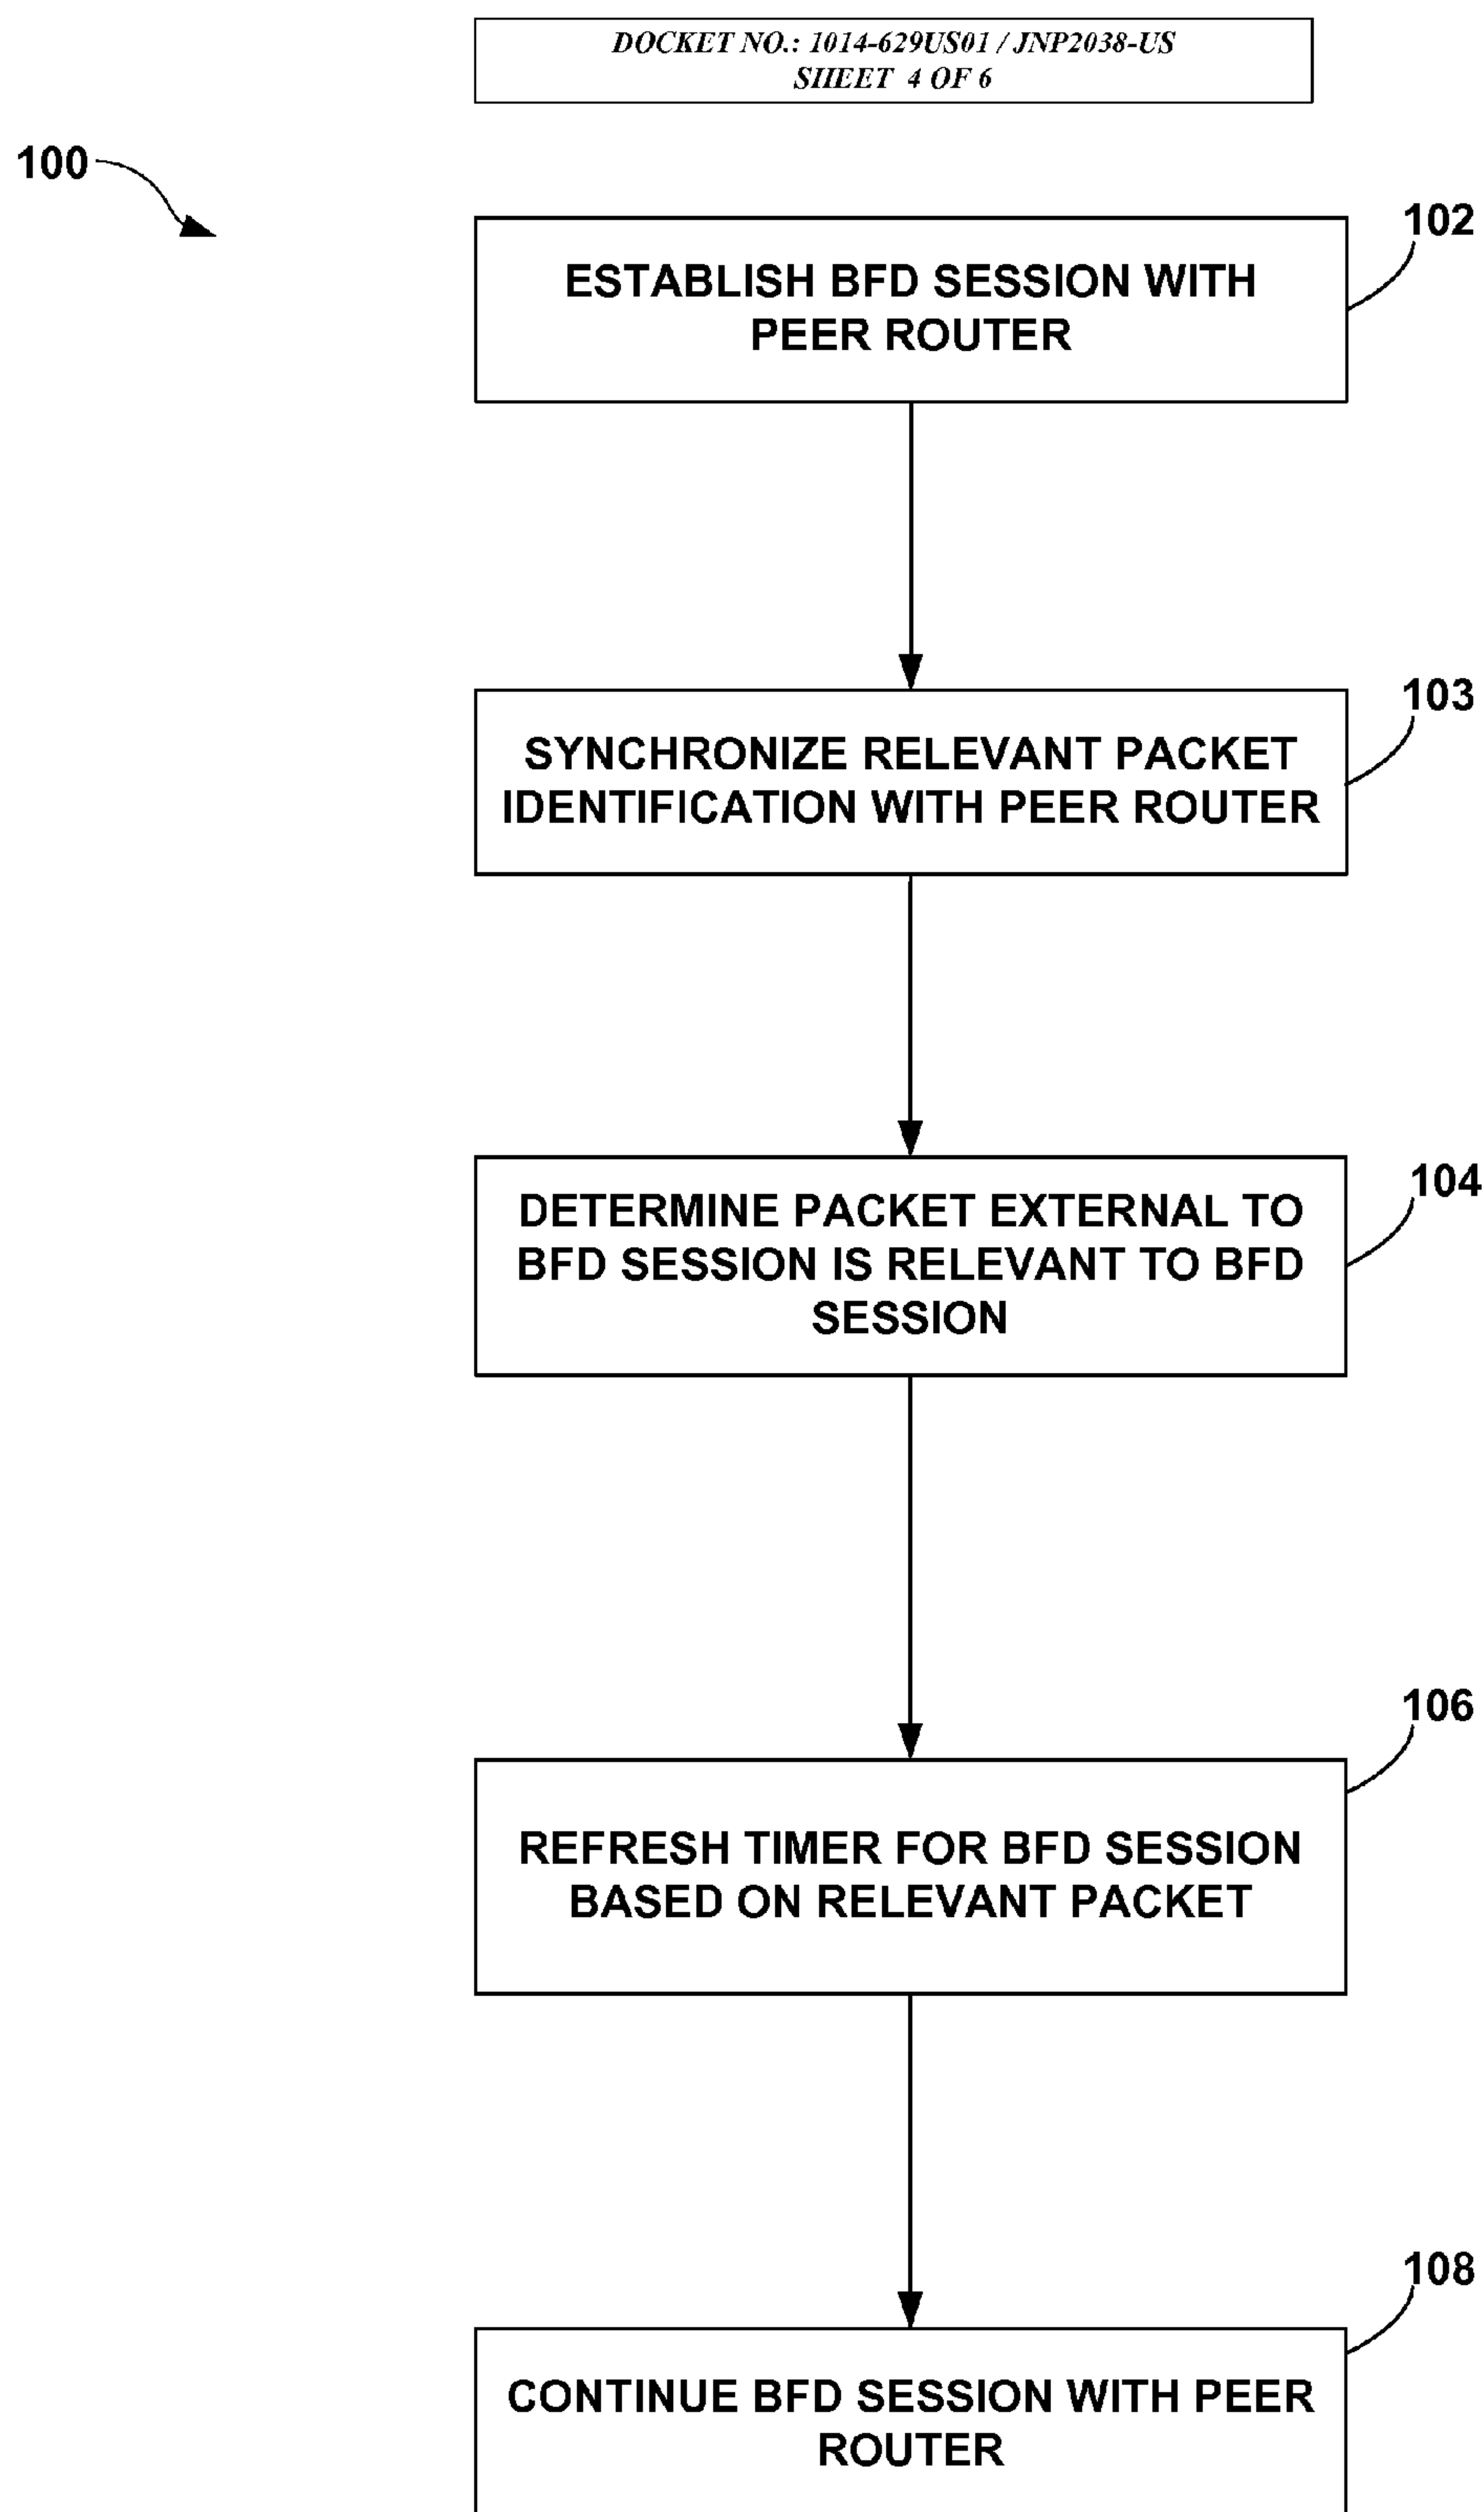 DOCKET NO.: 1014-629US01 / JNP2038-US
SHEET 4 OF 6
100
102
ESTABLISH BFD SESSION WITH
PEER ROUTER
103
SYNCHRONIZE RELEVANT PACKET
IDENTIFICATION WITH PEER ROUTER
104
DETERMINE PACKET EXTERNAL TO
BFD SESSION IS RELEVANT TO BFD
SESSION
106
REFRESH TIMER FOR BFD SESSION
BASED ON RELEVANT PACKET
108
CONTINUE BFD SESSION WITH PEER
ROUTER